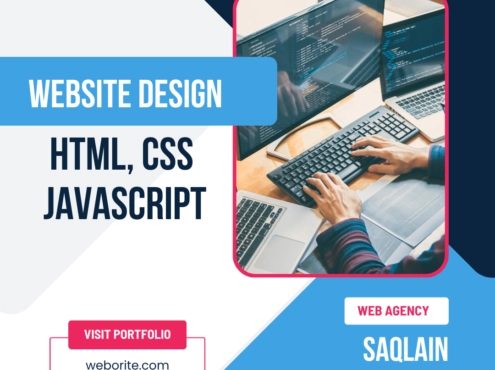 WEBSITE DESIGN
HTML, CSS
JAVASCRIPT
WEB AGENCY
SAQLAIN
VISIT PORTFOLIO
weborite.com